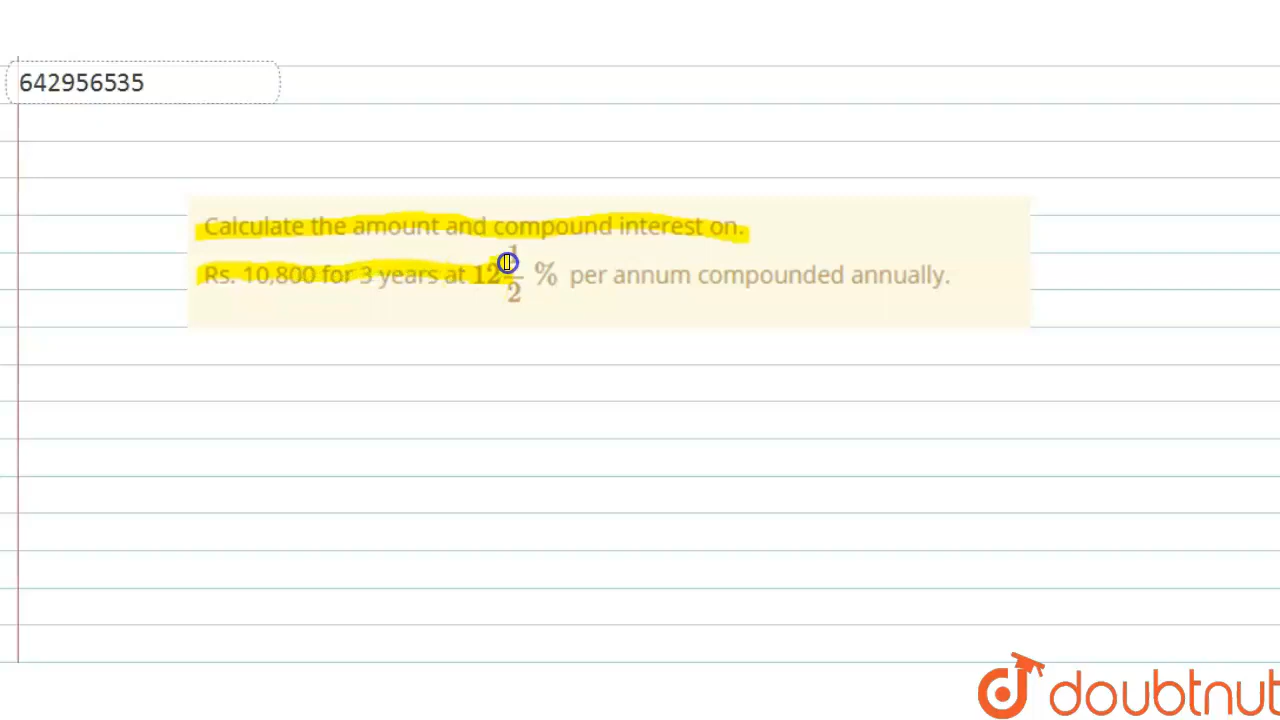 642956535
Calculate the amount and compound interest on.
Rs. 10,800 for 3 years at 12 1/2 % per annum compounded annually.
doubtnut